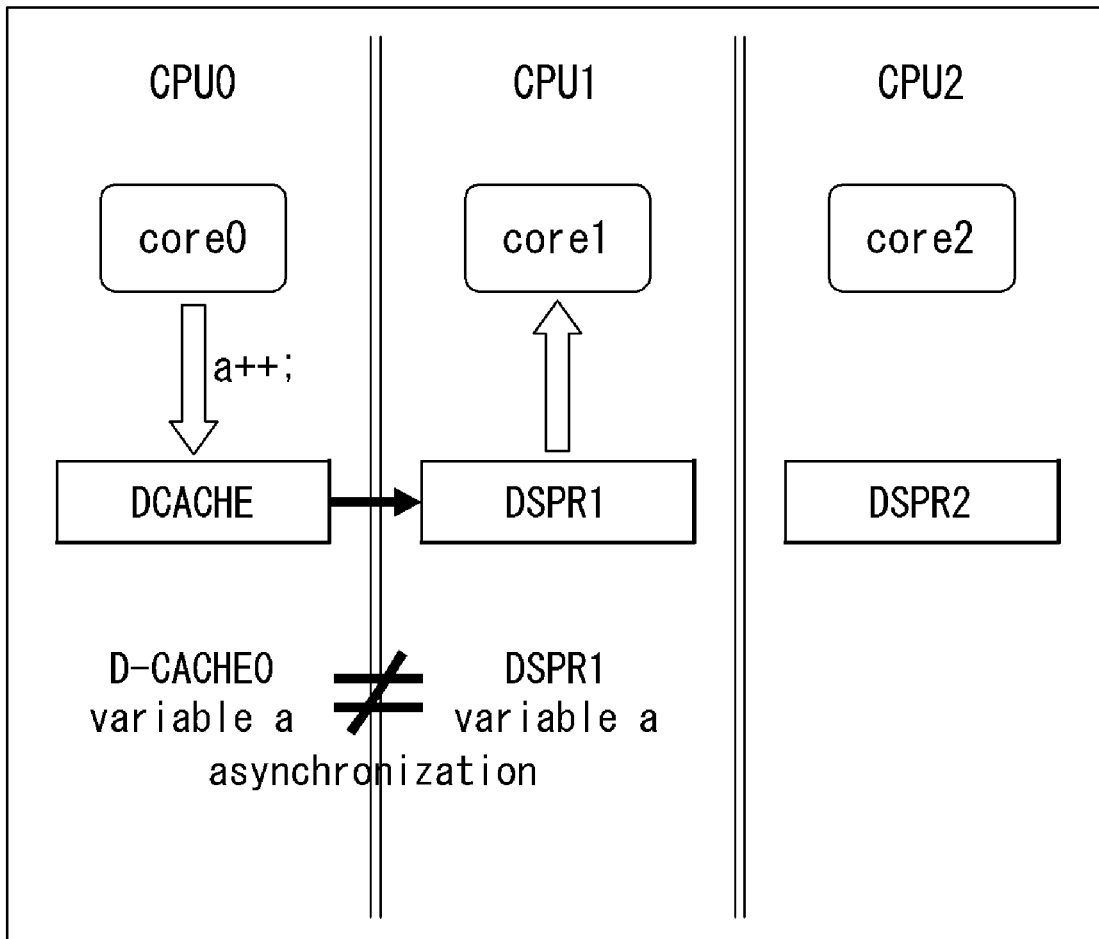 CPU0 CPU1 CPU2
core0 core1 core2
a++;
DCACHE DSPR1 DSPR2
D-CACHE0 DSPR1
variable a variable a
asynchronization